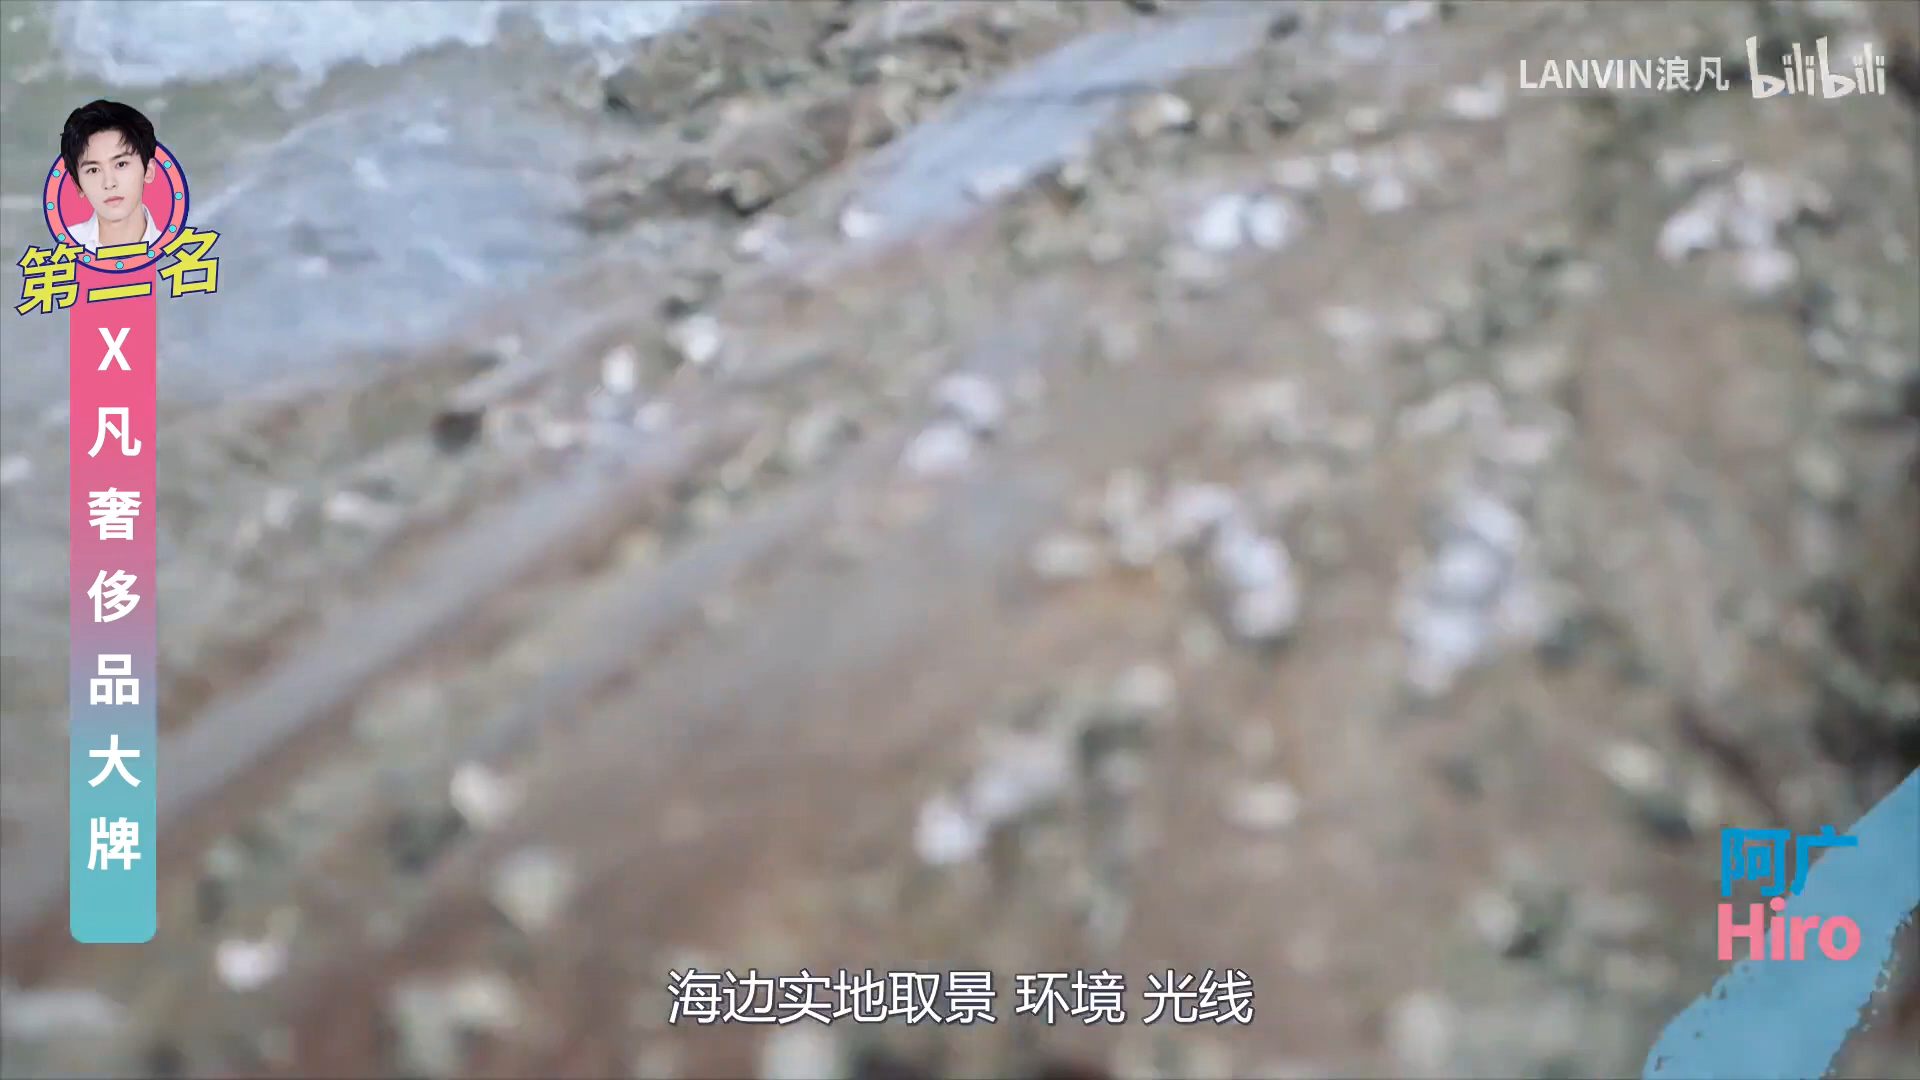 LANVIN浪凡 bilibili
第二名
X凡奢侈品大牌
阿广
Hiro
海边实地取景 环境 光线